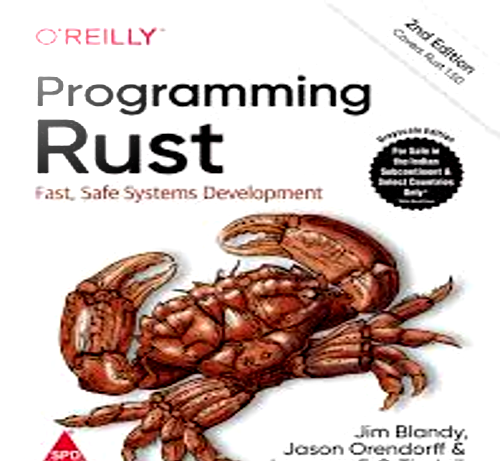 O'REILLY
2nd Edition
Covers Rust 1.50
Programming
Rust
Fast, Safe Systems Development
Grayscale Edition
For Sale in
the Indian
Subcontinent &
Select Countries
Only*
Jim Blandy,
Jason Orendorff &
SPD